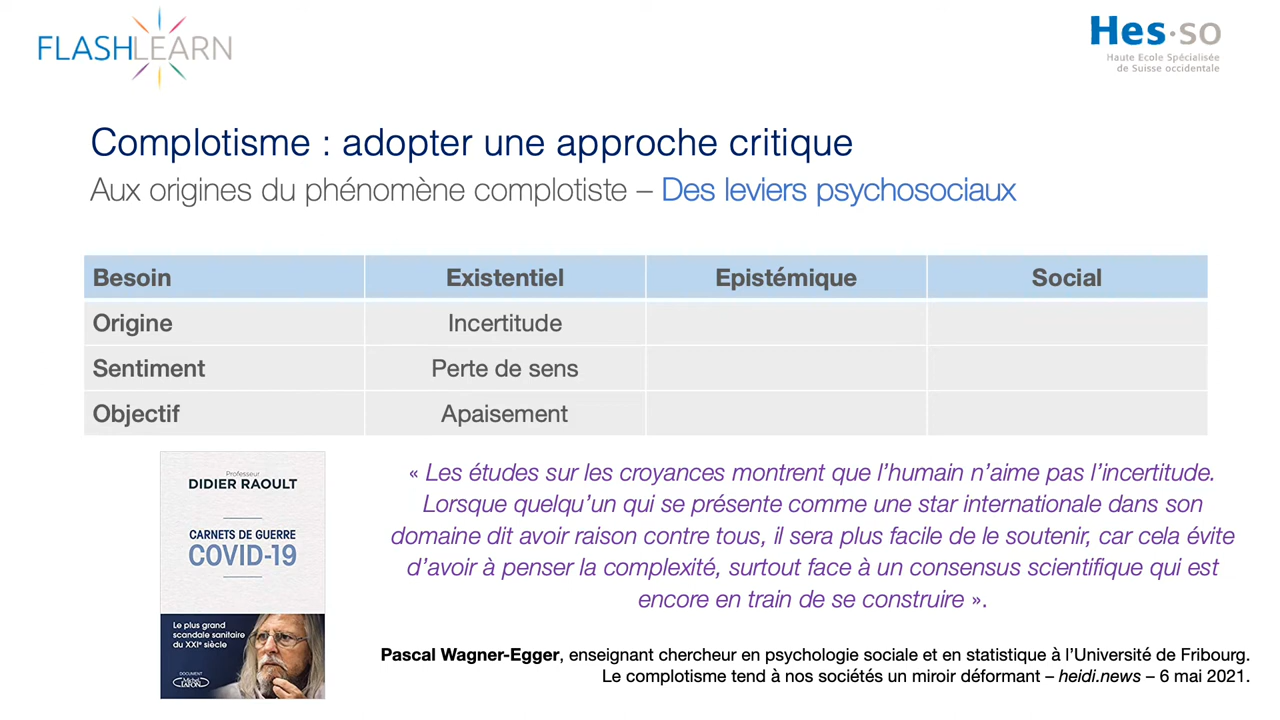 FLASHLEARN
Hes·so
Haute Ecole Spécialisée
de Suisse occidentale
Complotisme : adopter une approche critique
Aux origines du phénomène complotiste – Des leviers psychosociaux
Besoin Existentiel Epistémique Social
Origine Incertitude
Sentiment Perte de sens
Objectif Apaisement
Professeur
DIDIER RAOULT
CARNETS DE GUERRE
COVID-19
Le plus grand
scandale sanitaire
du XXIe siècle
DOCUMENT
Michel
LAFON
« Les études sur les croyances montrent que l’humain n’aime pas l’incertitude.
Lorsque quelqu’un qui se présente comme une star internationale dans son
domaine dit avoir raison contre tous, il sera plus facile de le soutenir, car cela évite
d’avoir à penser la complexité, surtout face à un consensus scientifique qui est
encore en train de se construire ».
Pascal Wagner-Egger, enseignant chercheur en psychologie sociale et en statistique à l’Université de Fribourg.
Le complotisme tend à nos sociétés un miroir déformant – heidi.news – 6 mai 2021.